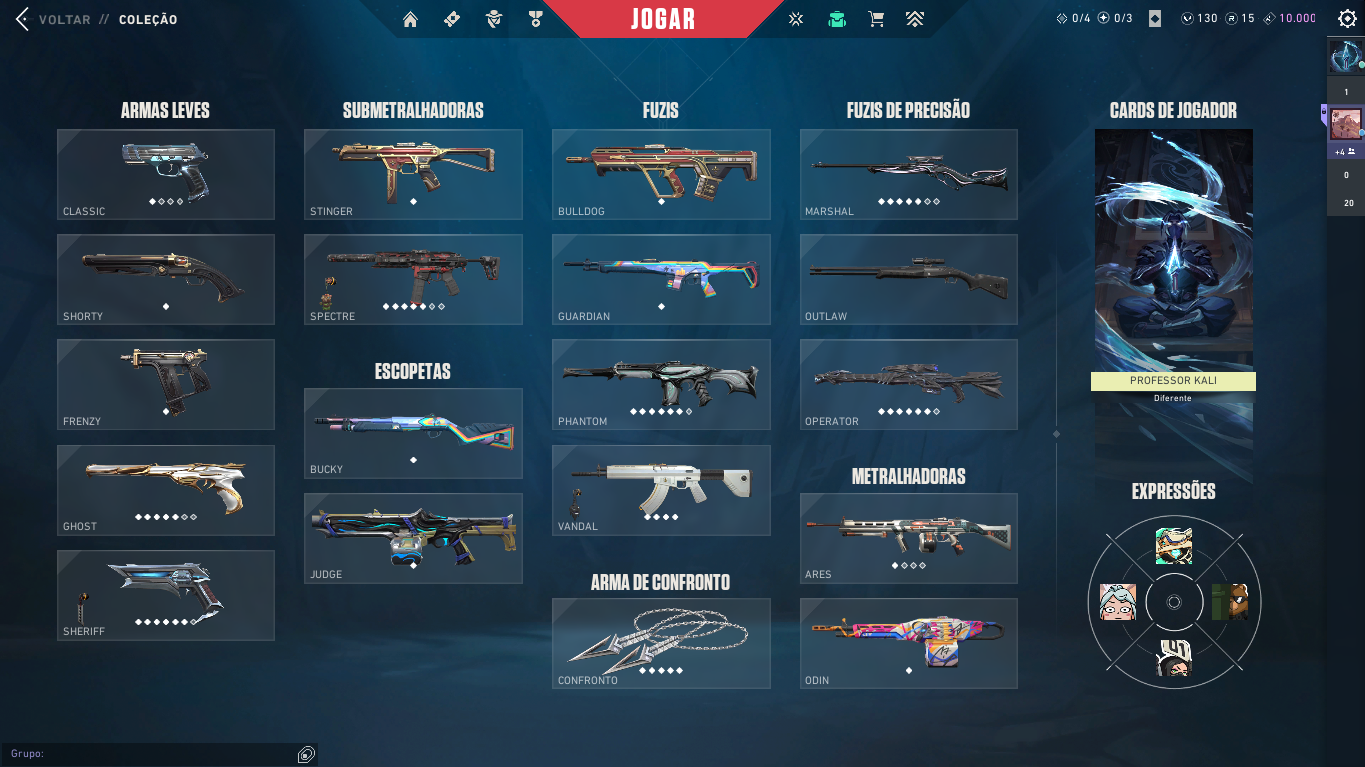 VOLTAR // COLEÇÃO
JOGAR
0/4 0/3 130 15 10.000
ARMAS LEVES
CLASSIC
SHORTY
FRENZY
GHOST
SHERIFF
SUBMETRALHADORAS
STINGER
SPECTRE
ESCOPETAS
BUCKY
JUDGE
FUZIS
BULLDOG
GUARDIAN
PHANTOM
VANDAL
ARMA DE CONFRONTO
CONFRONTO
FUZIS DE PRECISÃO
MARSHAL
OUTLAW
OPERATOR
METRALHADORAS
ARES
ODIN
CARDS DE JOGADOR
PROFESSOR KALI
Diferente
EXPRESSÕES
1
+4
0
20
Grupo: